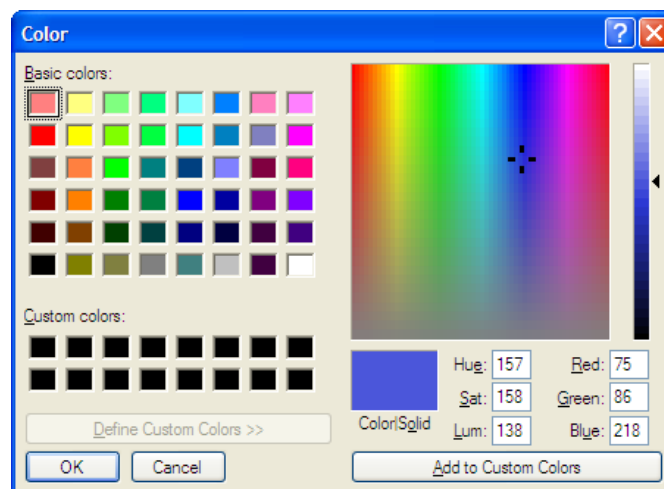 Color
Basic colors:
Custom colors:
Define Custom Colors >>
OK Cancel
Color|Solid
Hue: 157 Red: 75
Sat: 158 Green: 86
Lum: 138 Blue: 218
Add to Custom Colors